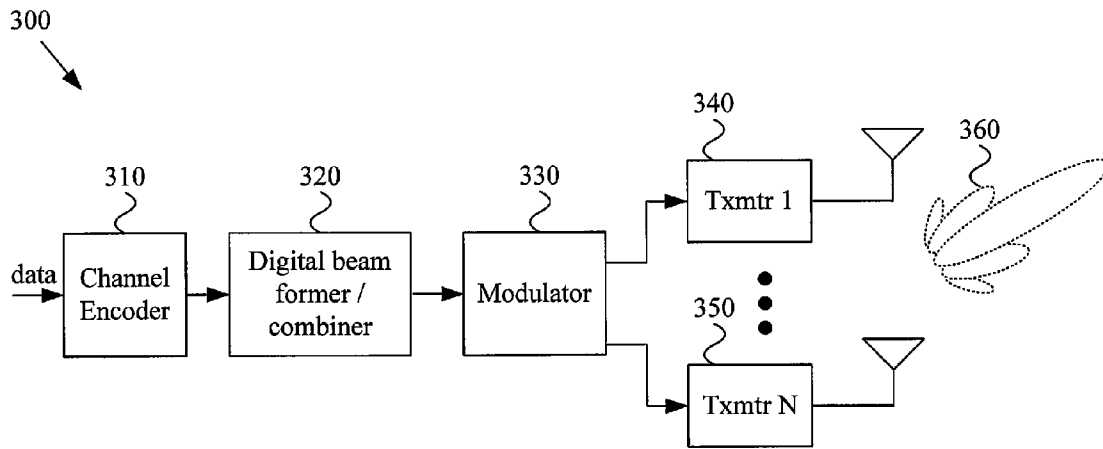 300
340
360
310
320
330
Txmtr 1
data
Channel
Encoder
Digital beam
former /
combiner
Modulator
350
Txmtr N